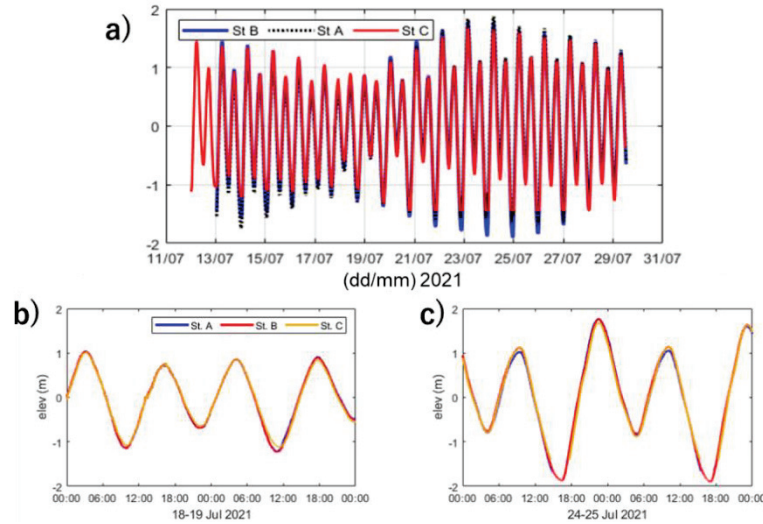 a)
St B St A St C
2
1
0
-1
-2
11/07 13/07 15/07 17/07 19/07 21/07 23/07 25/07 27/07 29/07 31/07
(dd/mm) 2021
b)
St. A St. B St. C
elev (m)
2
1
0
-1
-2
00:00 06:00 12:00 18:00 00:00 06:00 12:00 18:00 00:00
18-19 Jul 2021
c)
elev (m)
2
1
0
-1
-2
00:00 06:00 12:00 18:00 00:00 06:00 12:00 18:00 00:00
24-25 Jul 2021